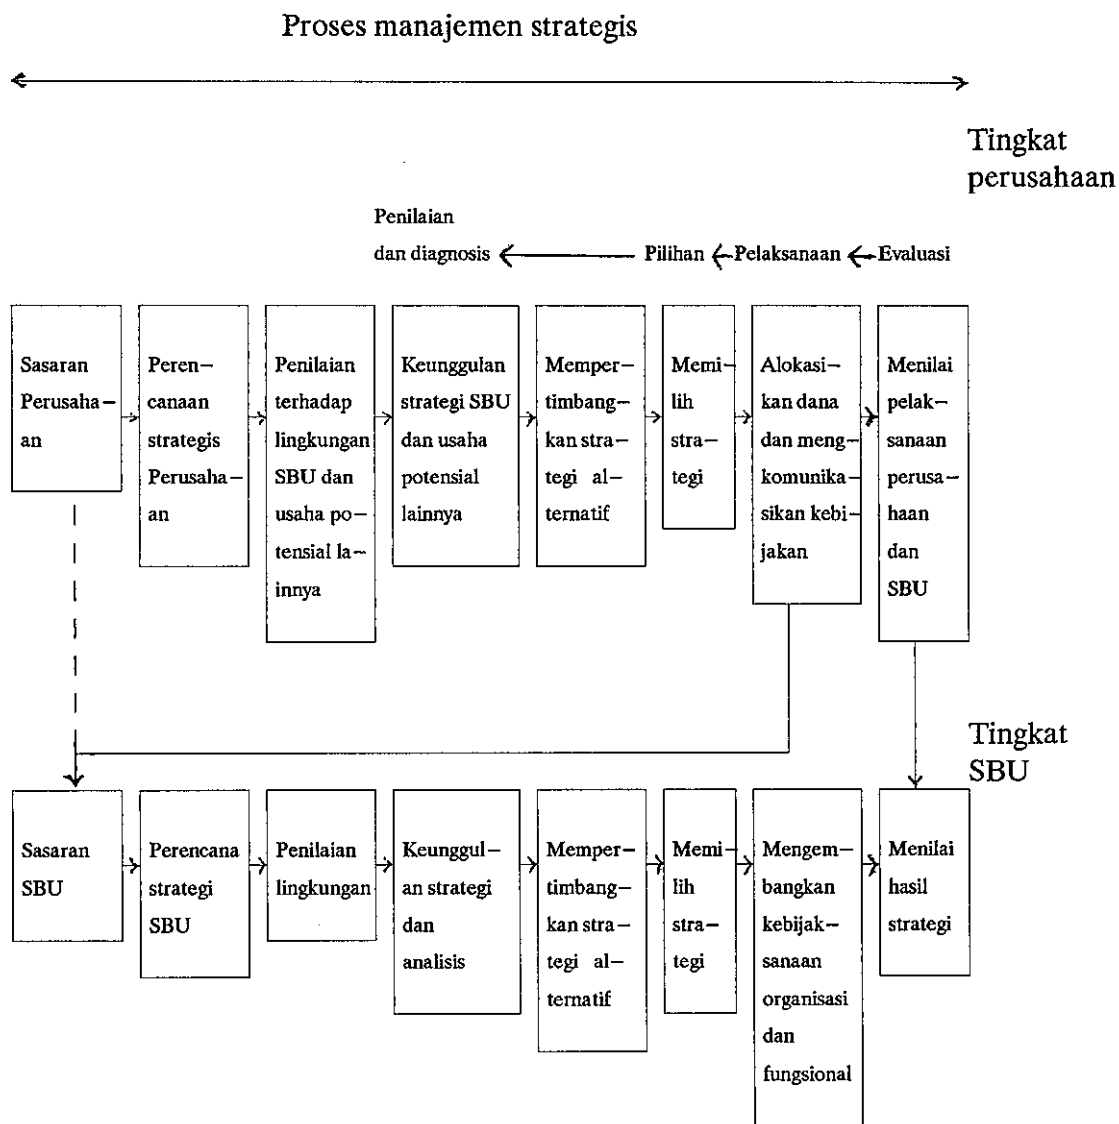 Proses manajemen strategis
Tingkat
perusahaan
Penilaian
dan diagnosis
Pilihan
Pelaksanaan
Evaluasi
Sasaran
Perusaha—
an
Peren—
canaan
strategis
Perusaha—
an
Penilaian
terhadap
lingkungan
SBU dan
usaha po—
tensial la—
innya
Keunggulan
strategi SBU
dan usaha
potensial
lainnya
Memper—
timbang—
kan stra—
tegi al—
ternatif
Memi—
lih
stra—
tegi
Alokasi—
kan dana
dan meng—
komunika—
sikan kebi—
jakan
Menilai
pelak—
sanaan
perusa—
haan
dan
SBU
Tingkat
SBU
Sasaran
SBU
Perencana
strategi
SBU
Penilaian
lingkungan
Keunggul—
an strategi
dan
analisis
Memper—
timbang—
kan stra—
tegi al—
ternatif
Memi—
lih
stra—
tegi
Mengem—
bangkan
kebijak—
sanaan
organisasi
dan
fungsional
Menilai
hasil
strategi